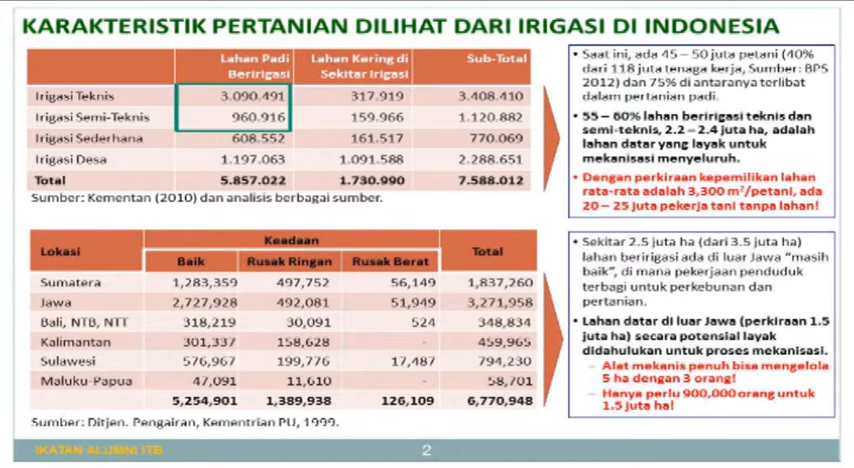 KARAKTERISTIK PERTANIAN DILIHAT DARI IRIGASI DI INDONESIA
Lahan Padi Beririgasi Lahan Kering di Sekitar Irigasi Sub-Total
Irigasi Teknis 3.090.491 317.919 3.408.410
Irigasi Semi-Teknis 960.916 159.966 1.120.882
Irigasi Sederhana 608.552 161.517 770.069
Irigasi Desa 1.197.063 1.091.588 2.288.651
Total 5.857.022 1.730.990 7.588.012
Sumber: Kementan (2010) dan analisis berbagai sumber.
• Saat ini, ada 45 – 50 juta petani (40%
dari 118 juta tenaga kerja, Sumber: BPS
2012) dan 75% di antaranya terlibat
dalam pertanian padi.
• 55 – 60% lahan beririgasi teknis dan
semi-teknis, 2.2 – 2.4 juta ha, adalah
lahan datar yang layak untuk
mekanisasi menyeluruh.
• Dengan perkiraan kepemilikan lahan
rata-rata adalah 3,300 m²/petani, ada
20 – 25 juta pekerja tani tanpa lahan!
Lokasi Keadaan Total
Baik Rusak Ringan Rusak Berat
Sumatera 1,283,359 497,752 56,149 1,837,260
Jawa 2,727,928 492,081 51,949 3,271,958
Bali, NTB, NTT 318,219 30,091 524 348,834
Kalimantan 301,337 158,628 - 459,965
Sulawesi 576,967 199,776 17,487 794,230
Maluku-Papua 47,091 11,610 - 58,701
5,254,901 1,389,938 126,109 6,770,948
Sumber: Ditjen. Pengairan, Kementrian PU, 1999.
• Sekitar 2.5 juta ha (dari 3.5 juta ha)
lahan beririgasi ada di luar Jawa “masih
baik”, di mana pekerjaan penduduk
terbagi untuk perkebunan dan
pertanian.
• Lahan datar di luar Jawa (perkiraan 1.5
juta ha) secara potensial layak
didahulukan untuk proses mekanisasi.
– Alat mekanis penuh bisa mengelola
5 ha dengan 3 orang!
– Hanya perlu 900,000 orang untuk
1.5 juta ha!
IKATAN ALUMNI ITB 2